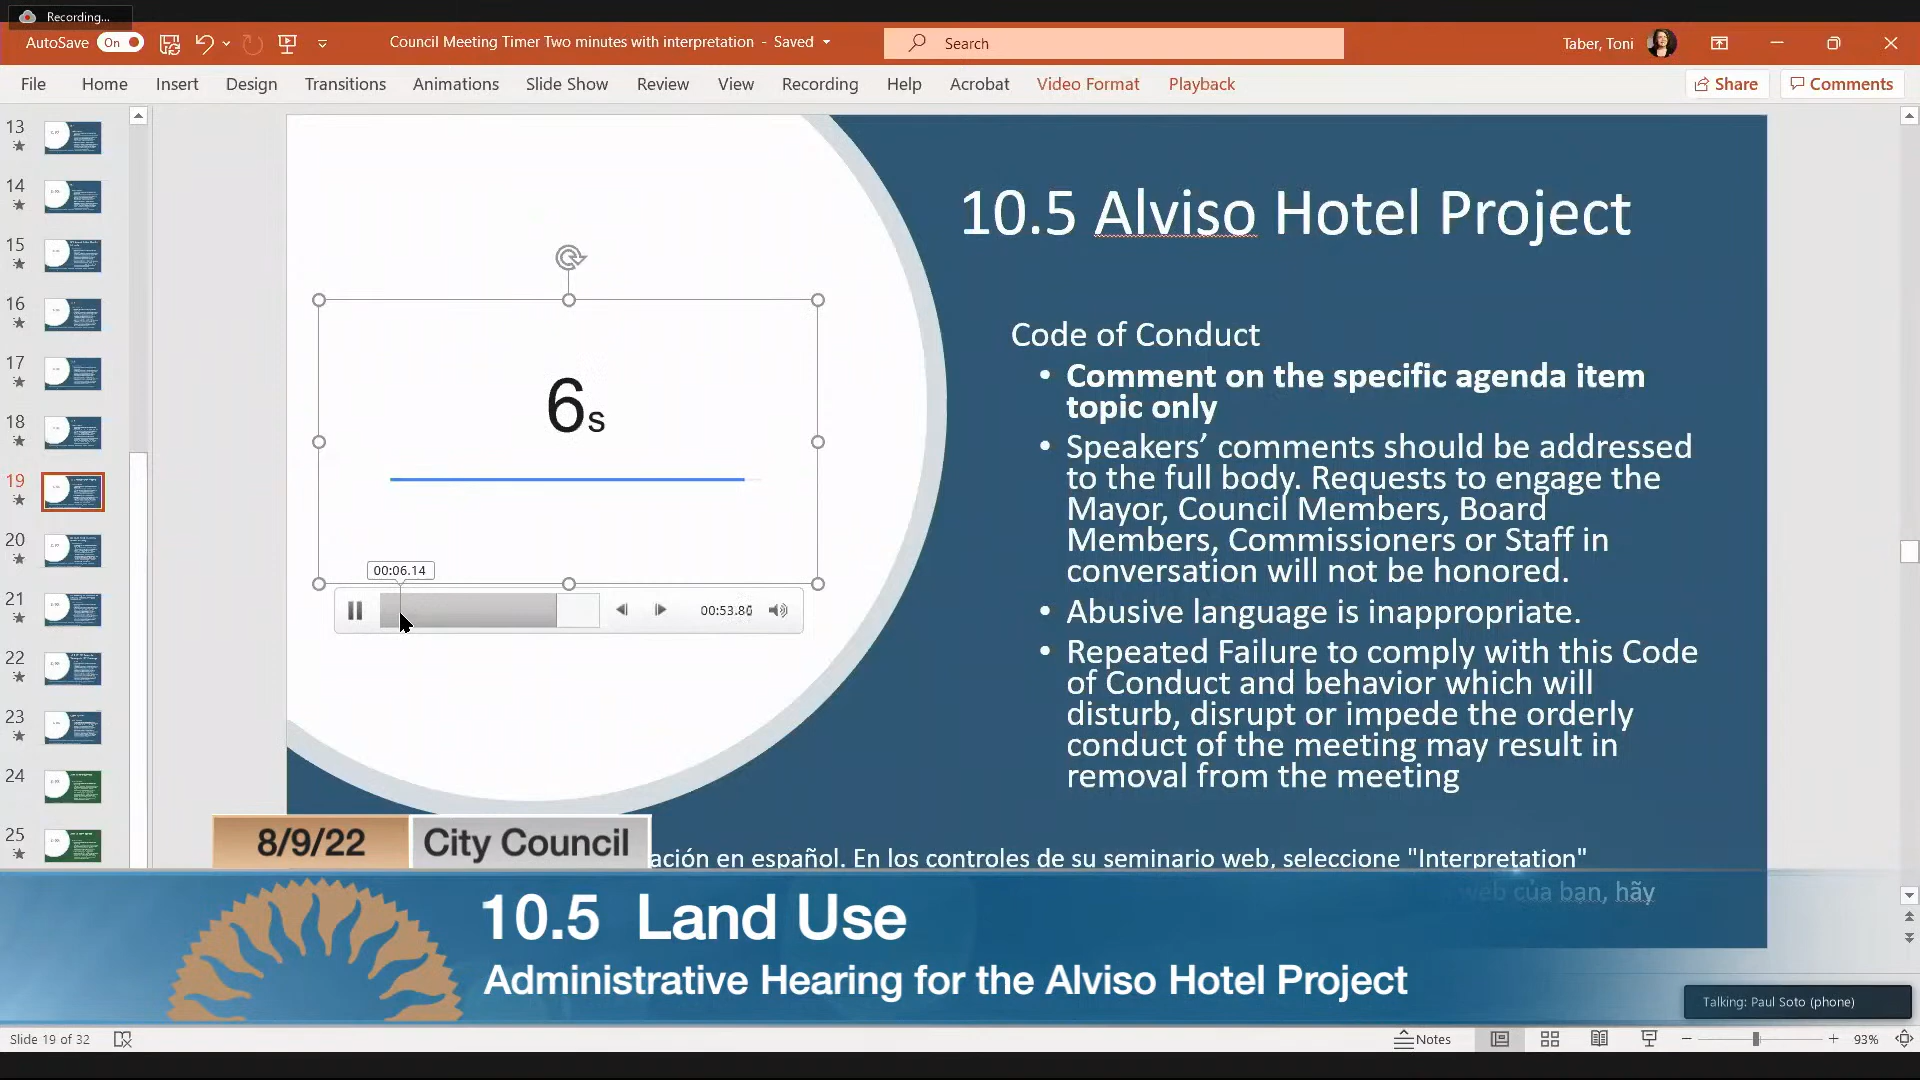 Recording...
AutoSave On Council Meeting Timer Two minutes with interpretation - Saved Search Taber, Toni
File Home Insert Design Transitions Animations Slide Show Review View Recording Help Acrobat Video Format Playback Share Comments
13
14
15
16
17
18
19
20
21
22
23
24
25
10.5 Alviso Hotel Project
6s
00:06.14
00:53.80
Code of Conduct
• Comment on the specific agenda item
topic only
• Speakers’ comments should be addressed
to the full body. Requests to engage the
Mayor, Council Members, Board
Members, Commissioners or Staff in
conversation will not be honored.
• Abusive language is inappropriate.
• Repeated Failure to comply with this Code
of Conduct and behavior which will
disturb, disrupt or impede the orderly
conduct of the meeting may result in
removal from the meeting
ación en español. En los controles de su seminario web, seleccione "Interpretation"
web của bạn, hãy
8/9/22 City Council
10.5 Land Use
Administrative Hearing for the Alviso Hotel Project
Talking: Paul Soto (phone)
Slide 19 of 32 Notes 93%